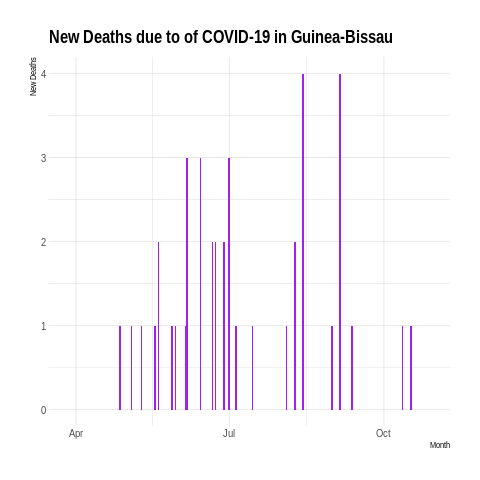 New Deaths due to of COVID-19 in Guinea-Bissau
New Deaths
4
3
2
1
0
Apr Jul Oct
Month